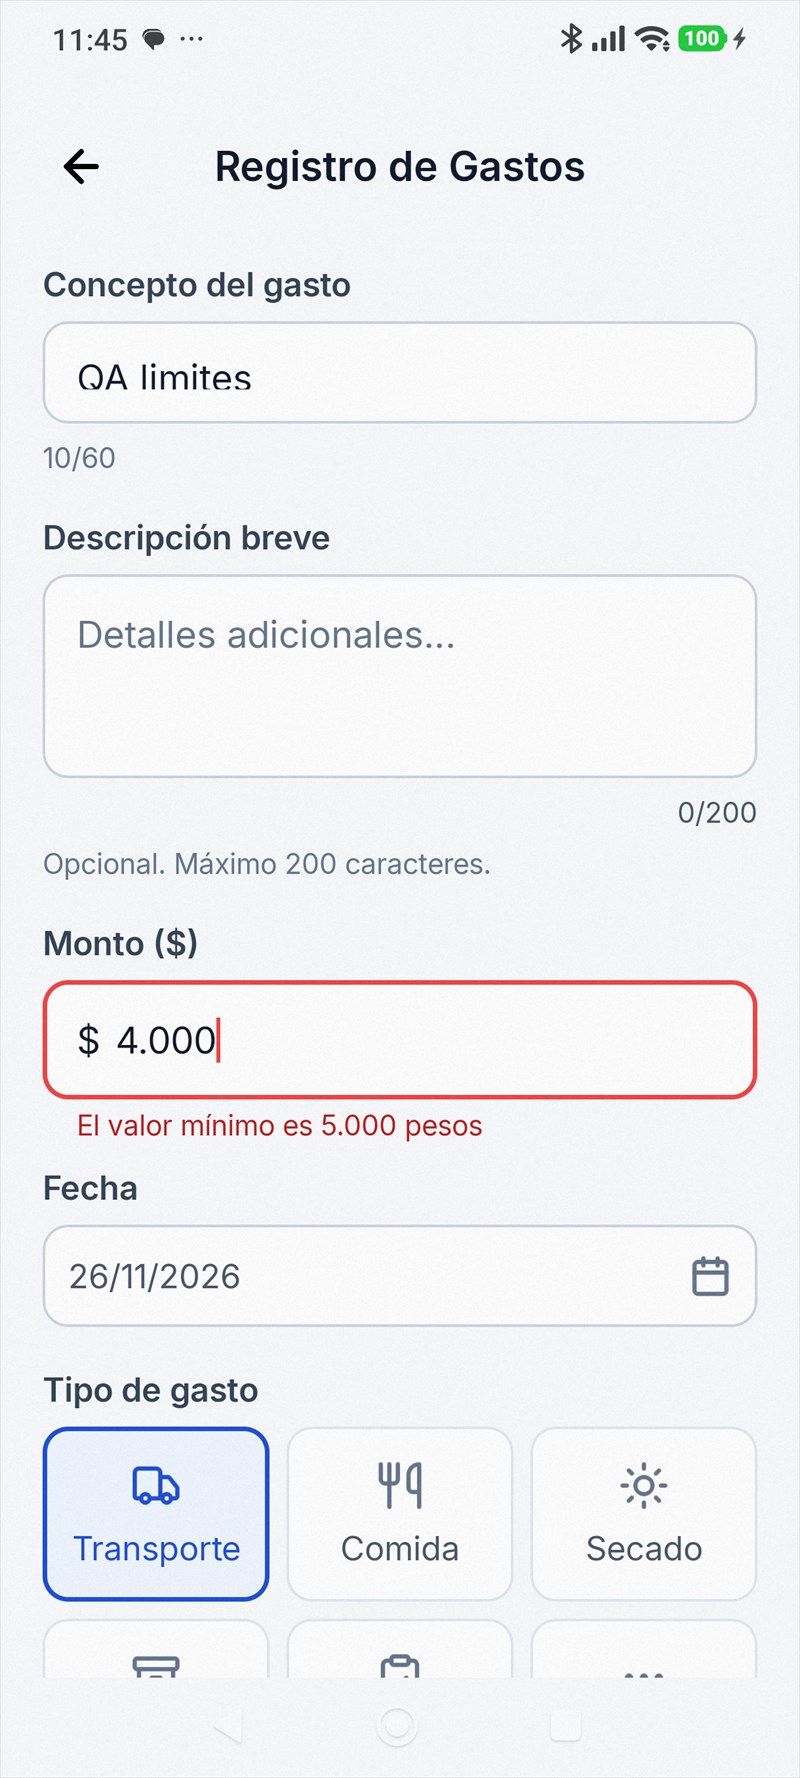 11:45
100
Registro de Gastos
Concepto del gasto
QA limites
10/60
Descripción breve
Detalles adicionales...
0/200
Opcional. Máximo 200 caracteres.
Monto ($)
$ 4.000
El valor mínimo es 5.000 pesos
Fecha
26/11/2026
Tipo de gasto
Transporte
Comida
Secado